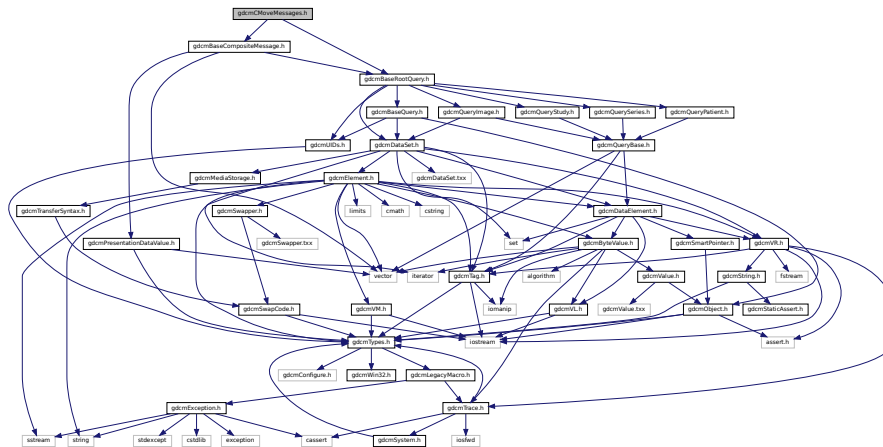 gdcmCMoveMessages.h
gdcmBaseCompositeMessage.h
gdcmBaseRootQuery.h
gdcmBaseQuery.h
gdcmQueryImage.h
gdcmQueryStudy.h
gdcmQuerySeries.h
gdcmQueryPatient.h
gdcmUIDs.h
gdcmDataSet.h
gdcmQueryBase.h
gdcmMediaStorage.h
gdcmElement.h
gdcmDataSet.txx
gdcmTransferSyntax.h
gdcmSwapper.h
limits
cmath
cstring
gdcmDataElement.h
gdcmPresentationDataValue.h
gdcmSwapper.txx
set
gdcmByteValue.h
gdcmSmartPointer.h
gdcmVR.h
vector
iterator
gdcmTag.h
algorithm
gdcmValue.h
gdcmString.h
fstream
gdcmSwapCode.h
gdcmVM.h
iomanip
gdcmVL.h
gdcmValue.txx
gdcmObject.h
gdcmStaticAssert.h
gdcmTypes.h
iostream
assert.h
gdcmConfigure.h
gdcmWin32.h
gdcmLegacyMacro.h
gdcmException.h
gdcmTrace.h
sstream
string
stdexcept
cstdlib
exception
cassert
gdcmSystem.h
iosfwd